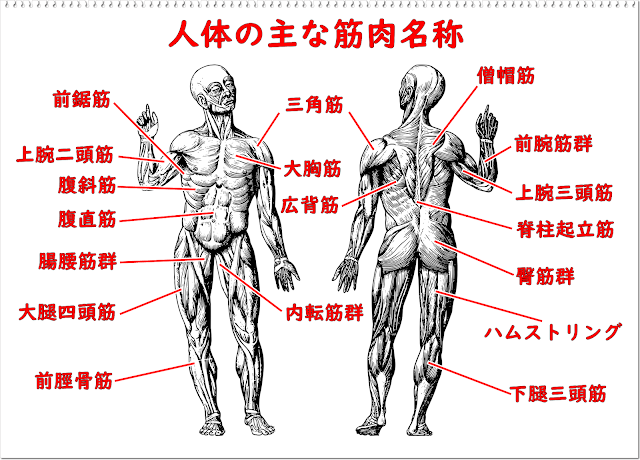 人体の主な筋肉名称
前鋸筋
上腕二頭筋
腹斜筋
腹直筋
腸腰筋群
大腿四頭筋
前脛骨筋
三角筋
大胸筋
広背筋
内転筋群
僧帽筋
前腕筋群
上腕三頭筋
脊柱起立筋
臀筋群
ハムストリング
下腿三頭筋